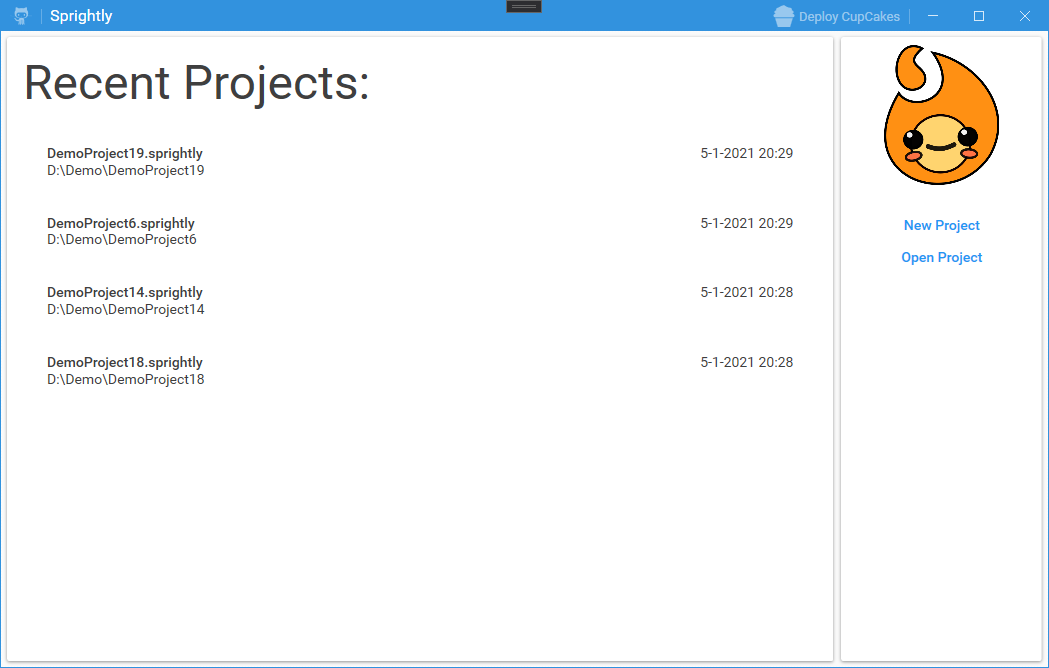 Sprightly
Deploy CupCakes
Recent Projects:
DemoProject19.sprightly
5-1-2021 20:29
D:\Demo\DemoProject19
DemoProject6.sprightly
5-1-2021 20:29
D:\Demo\DemoProject6
DemoProject14.sprightly
5-1-2021 20:28
D:\Demo\DemoProject14
DemoProject18.sprightly
5-1-2021 20:28
D:\Demo\DemoProject18
New Project
Open Project